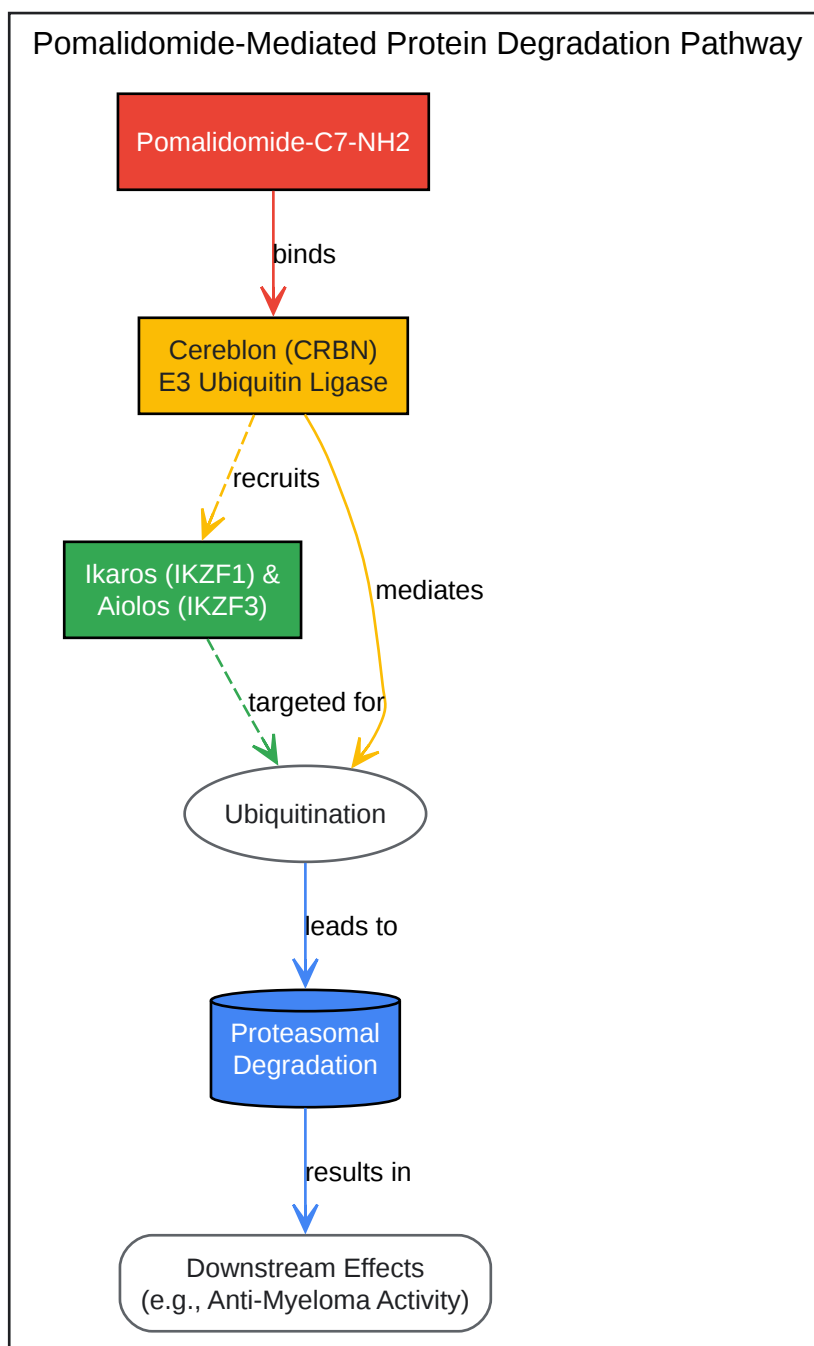 Pomalidomide-Mediated Protein Degradation Pathway
Pomalidomide-C7-NH2
binds
Cereblon (CRBN)
E3 Ubiquitin Ligase
recruits
Ikaros (IKZF1) &
Aiolos (IKZF3)
mediates
targeted for
Ubiquitination
leads to
Proteasomal
Degradation
results in
Downstream Effects
(e.g., Anti-Myeloma Activity)